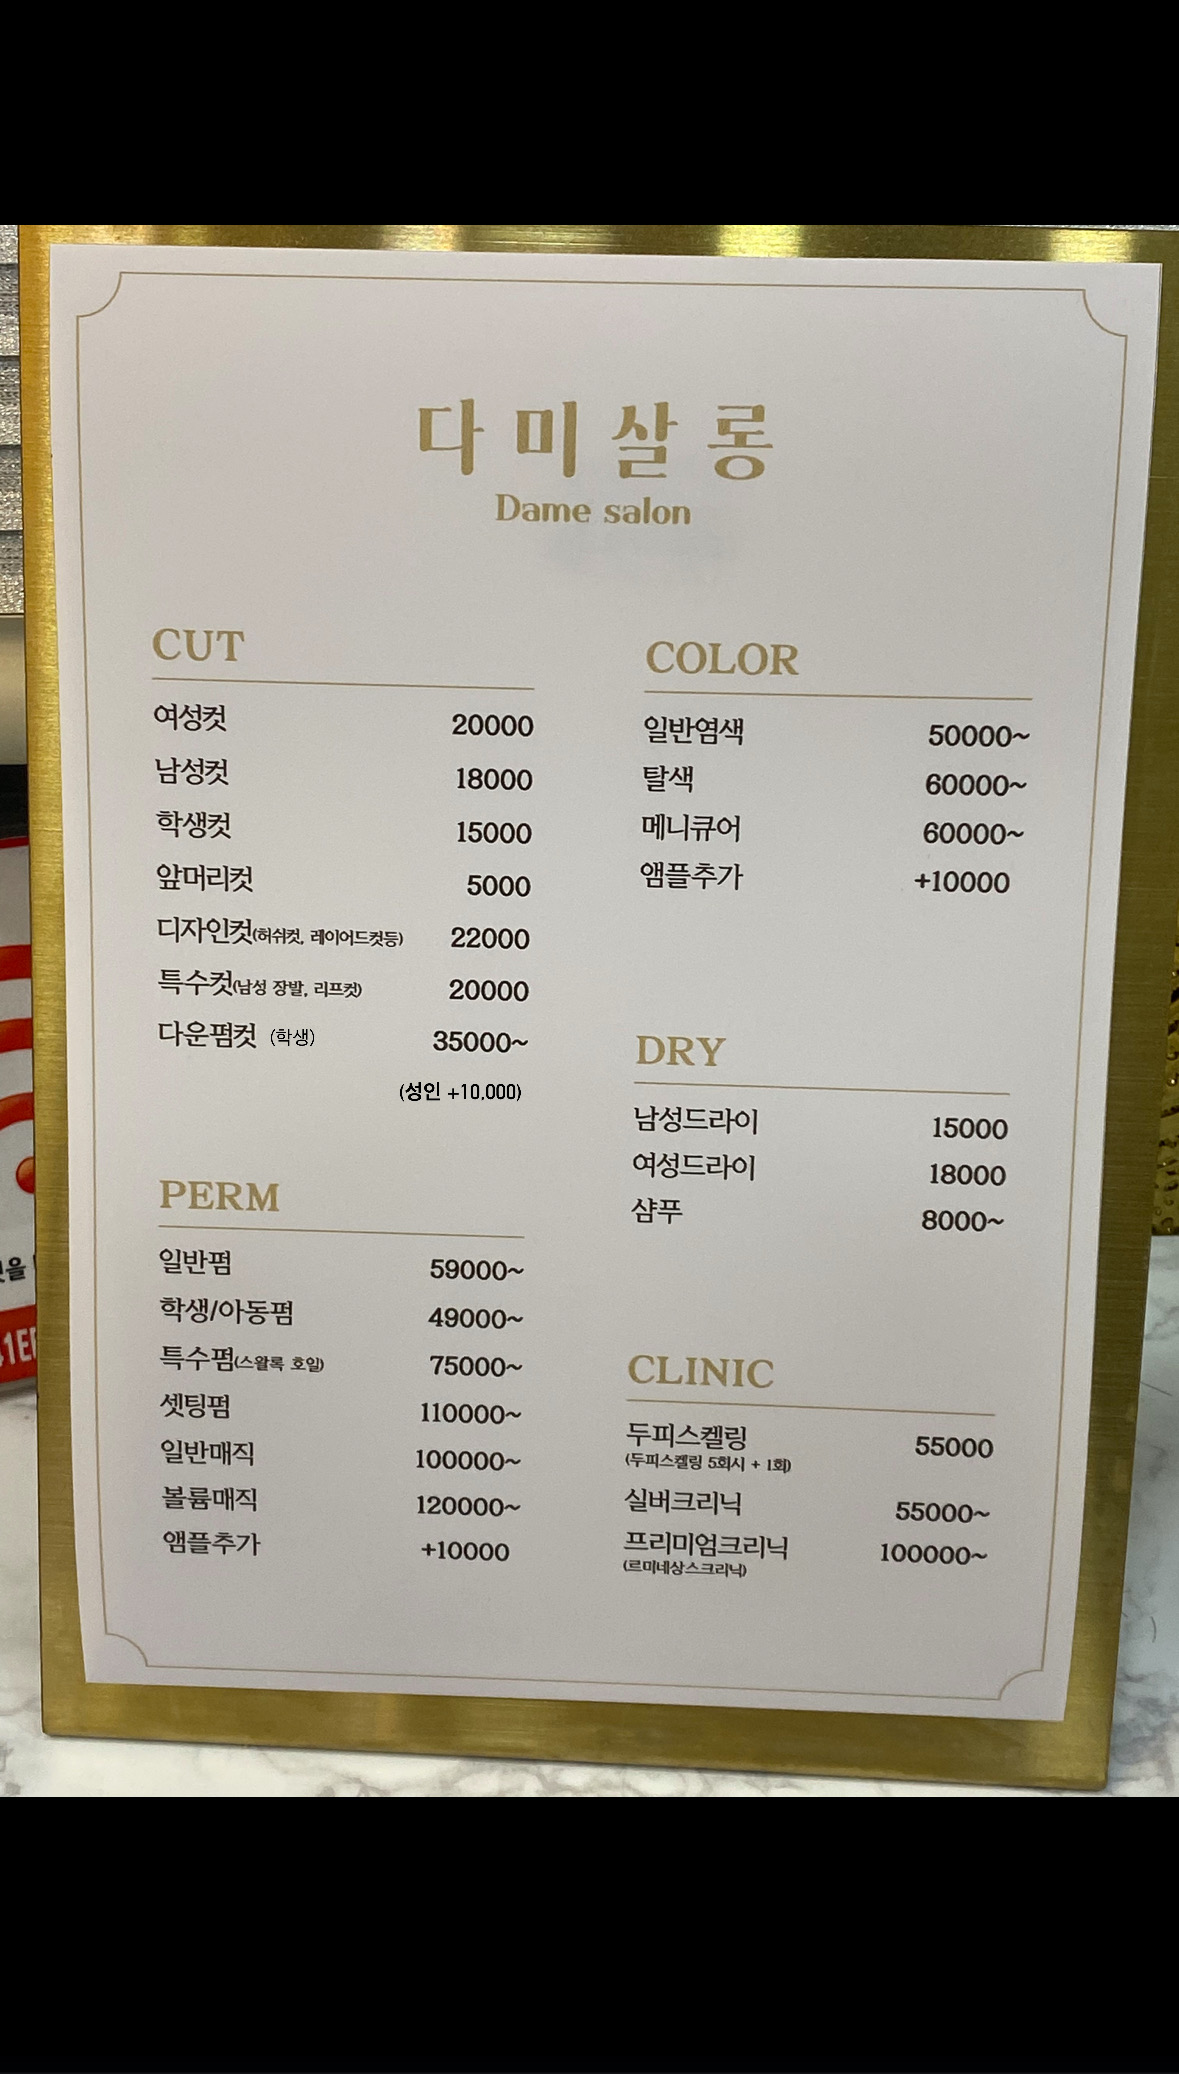 다미살롱
Dame salon
CUT
여성컷 20000
남성컷 18000
학생컷 15000
앞머리컷 5000
디자인컷(허쉬컷, 레이어드컷등) 22000
특수컷(남성 장발, 리프컷) 20000
다운펌컷 (학생) 35000~
(성인 +10,000)
PERM
일반펌 59000~
학생/아동펌 49000~
특수펌(스왈록 호일) 75000~
셋팅펌 110000~
일반매직 100000~
볼륨매직 120000~
앰플추가 +10000
COLOR
일반염색 50000~
탈색 60000~
메니큐어 60000~
앰플추가 +10000
DRY
남성드라이 15000
여성드라이 18000
샴푸 8000~
CLINIC
두피스켈링 55000
(두피스켈링 5회시 + 1회)
실버크리닉 55000~
프리미엄크리닉 100000~
(르미네상스크리닉)